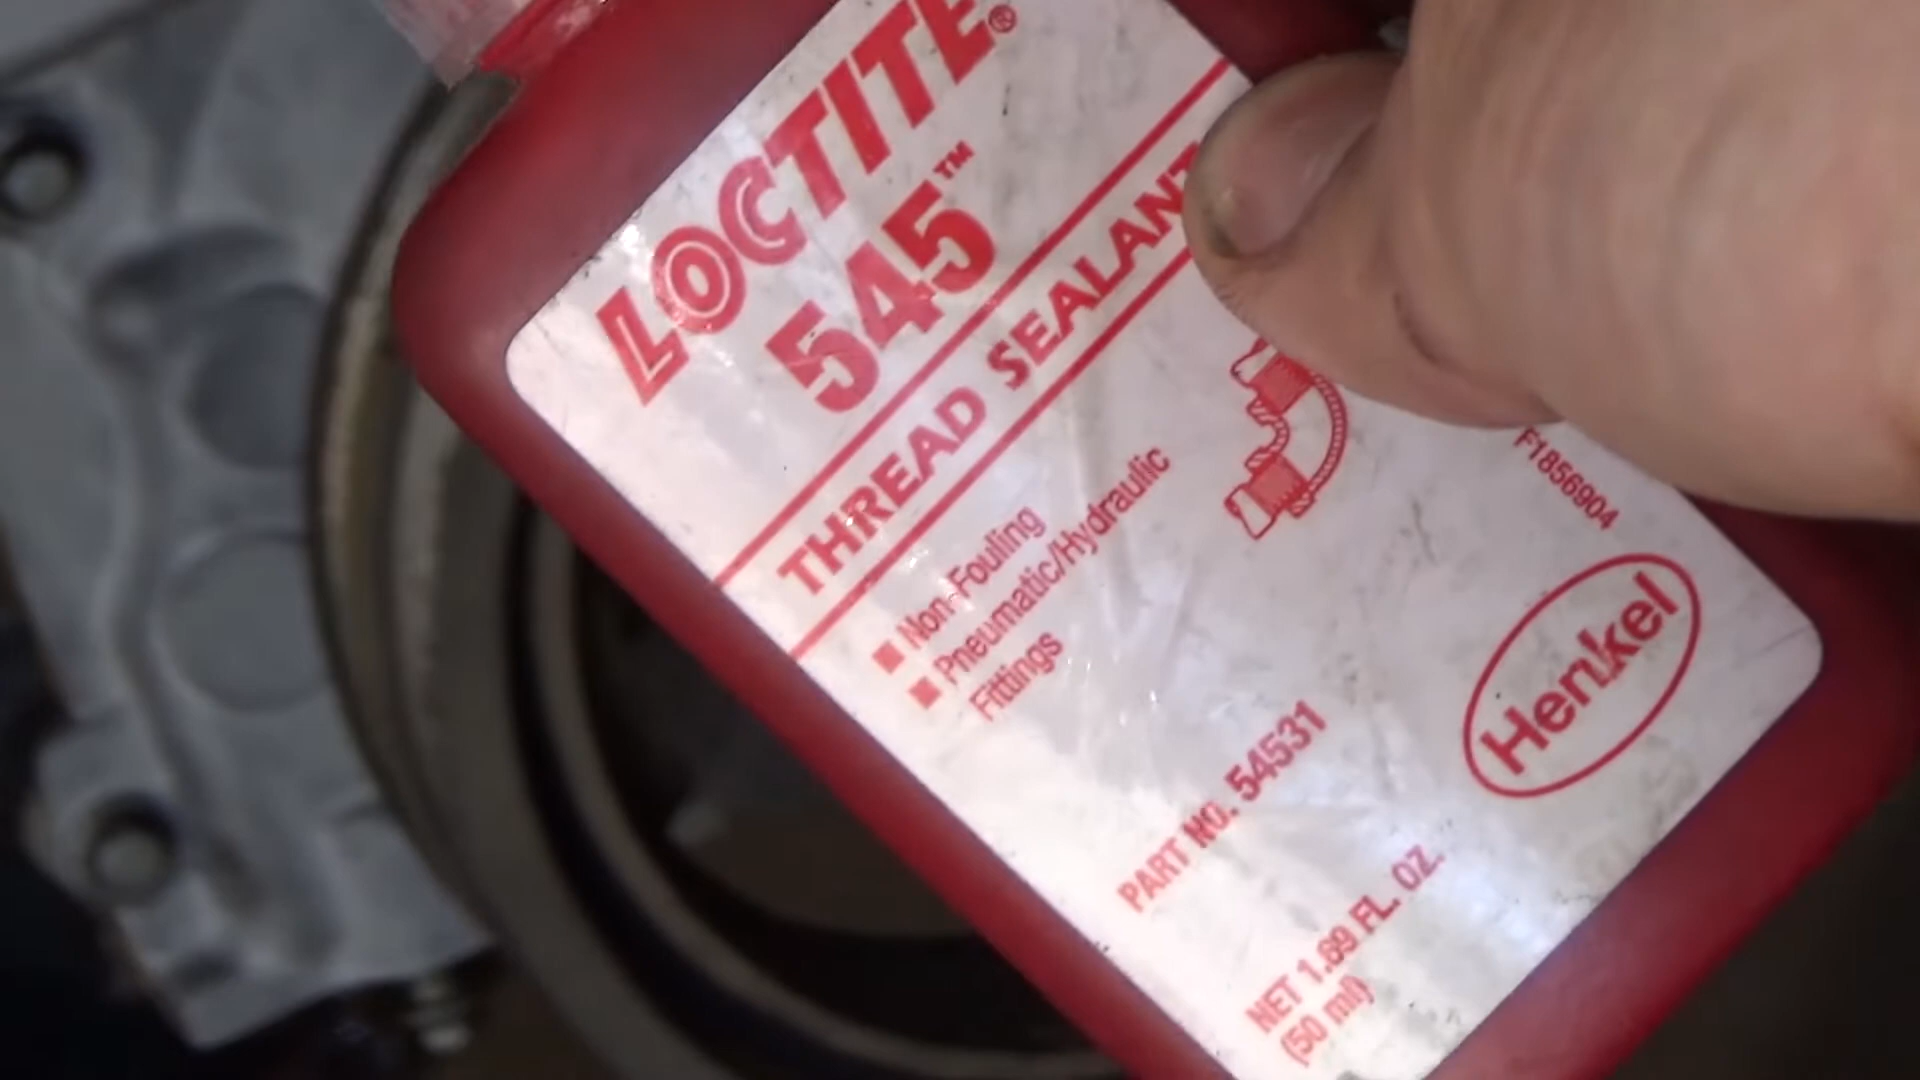 LOCTITE®
545™
THREAD SEALANT
■ Non-Fouling
■ Pneumatic/Hydraulic
Fittings
F1856904
PART NO. 54531
Henkel
NET 1.69 FL. OZ.
(50 ml)